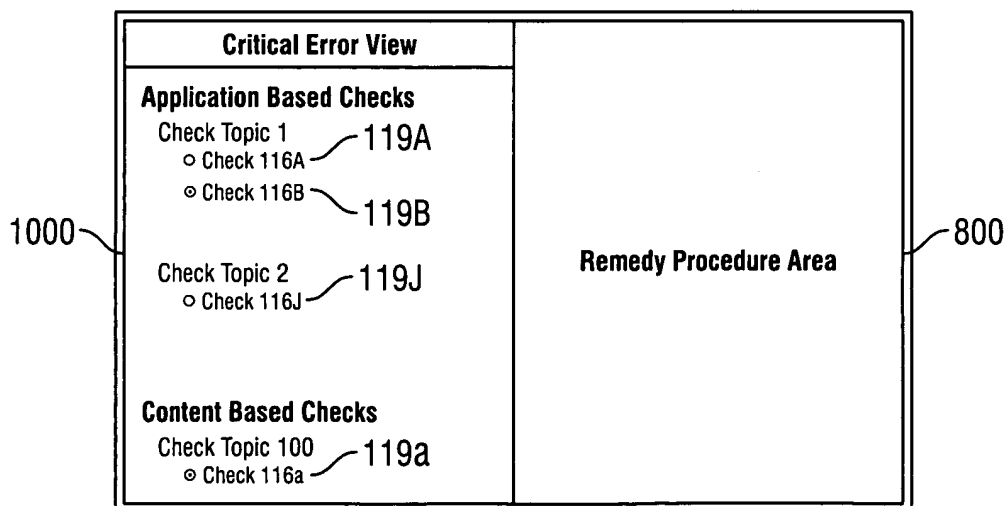 Critical Error View
Application Based Checks
Check Topic 1
Check 116A
119A
Check 116B
119B
1000
Check Topic 2
Check 116J
119J
Content Based Checks
Check Topic 100
Check 116a
119a
Remedy Procedure Area
800